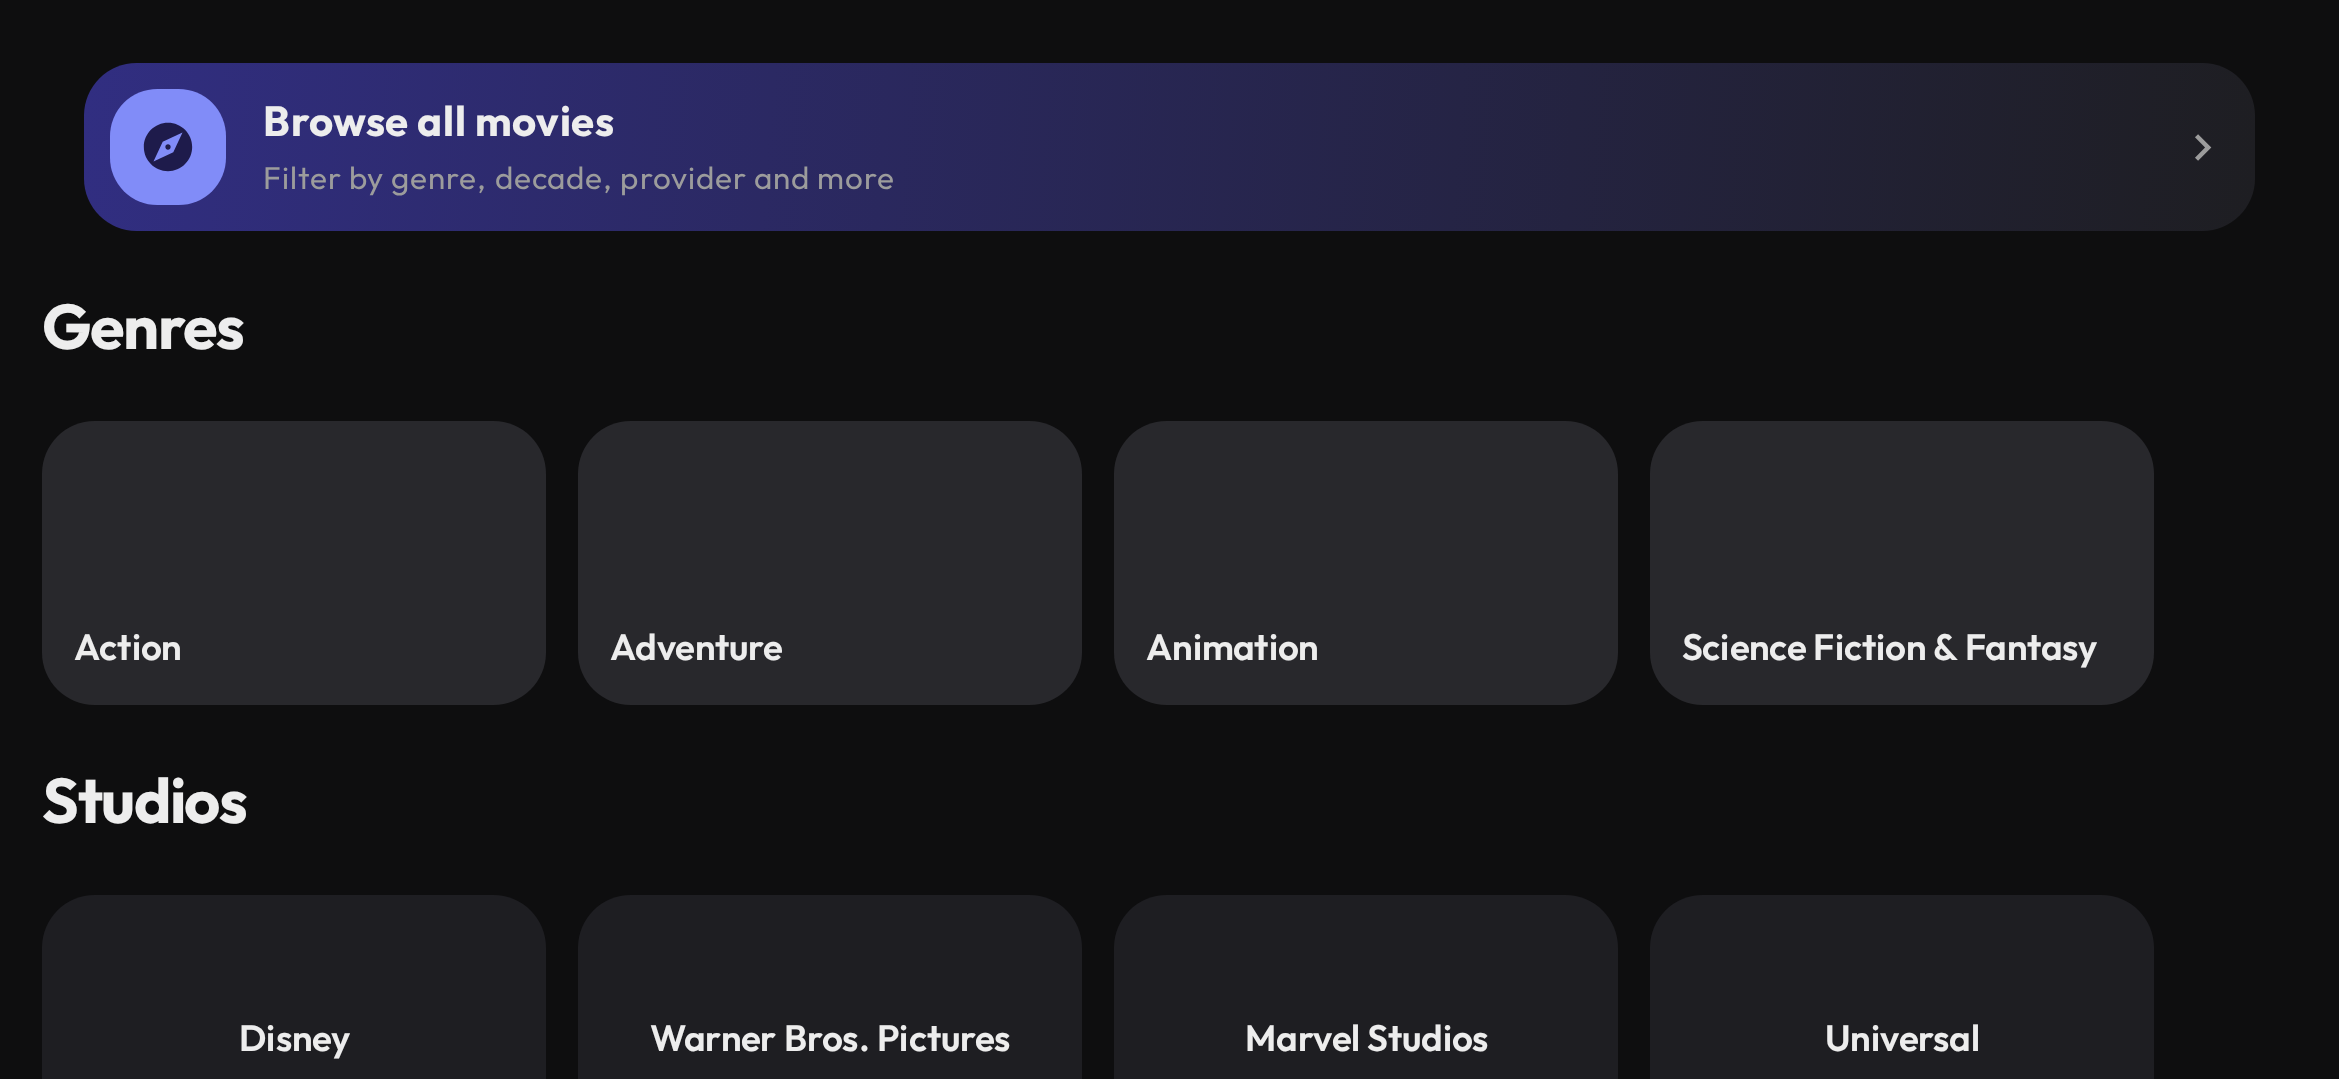 Browse all movies
Filter by genre, decade, provider and more
Genres
Action
Adventure
Animation
Science Fiction & Fantasy
Studios
Disney
Warner Bros. Pictures
Marvel Studios
Universal